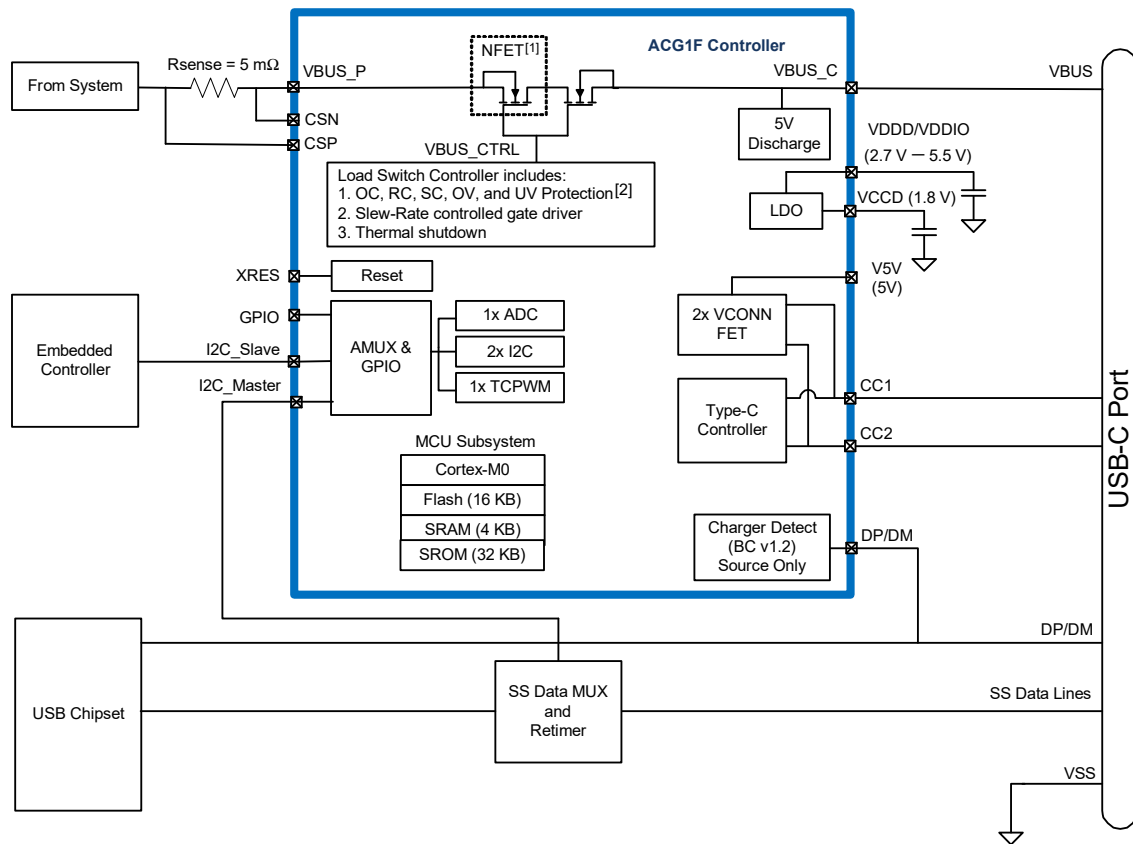 ACG1F Controller
NFET[1]
Rsense = 5 mΩ
From System
VBUS_P
VBUS_C
VBUS
CSN
CSP
5V
Discharge
VDDD/VDDIO
(2.7 V – 5.5 V)
VBUS_CTRL
Load Switch Controller includes:
1. OC, RC, SC, OV, and UV Protection[2]
2. Slew-Rate controlled gate driver
3. Thermal shutdown
LDO
VCCD (1.8 V)
XRES
Reset
V5V
(5V)
GPIO
I2C_Slave
I2C_Master
Embedded
Controller
AMUX &
GPIO
1x ADC
2x I2C
1x TCPWM
2x VCONN
FET
Type-C
Controller
CC1
CC2
USB-C Port
MCU Subsystem
Cortex-M0
Flash (16 KB)
SRAM (4 KB)
SROM (32 KB)
Charger Detect
(BC v1.2)
Source Only
DP/DM
DP/DM
USB Chipset
SS Data MUX
and
Retimer
SS Data Lines
VSS